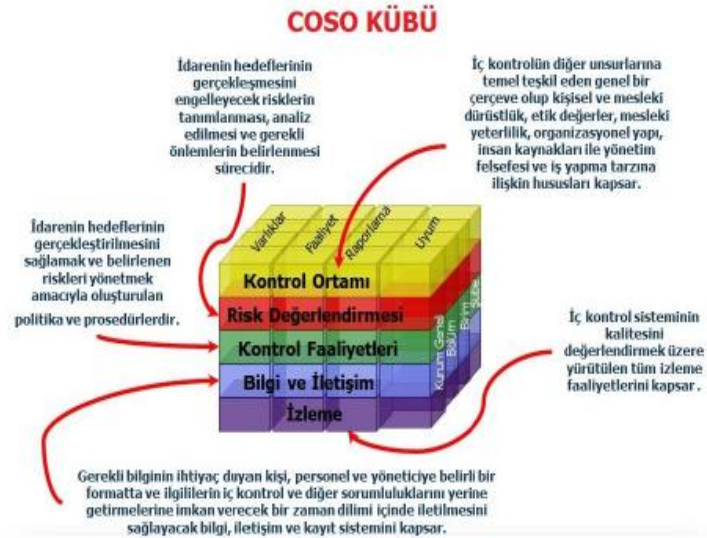 COSO KÜBÜ
İdarenin hedeflerinin
gerçekleşmesini
engelleyecek risklerin
tanımlanması, analiz
edilmesi ve gerekli
önlemlerin belirlenmesi
sürecidir.
İç kontrolün diğer unsurlarına
temel teşkil eden genel bir
çerçeve olup kişisel ve mesleki
dürüstlük, etik değerler, mesleki
yeterlilik, organizasyonel yapı,
insan kaynakları ile yönetim
felsefesi ve iş yapma tarzına
ilişkin hususları kapsar.
İdarenin hedeflerinin
gerçekleştirilmesini
sağlamak ve belirlenen
riskleri yönetmek
amacıyla oluşturulan
politika ve prosedürlerdir.
Varlıklar
Faaliyet
Raporlama
Uyum
Kontrol Ortamı
Risk Değerlendirmesi
Kontrol Faaliyetleri
Bilgi ve İletişim
İzleme
Kurum Genel
Bölüm
Birim
Şube
İç kontrol sisteminin
kalitesini
değerlendirmek üzere
yürütülen tüm izleme
faaliyetlerini kapsar.
Gerekli bilginin ihtiyaç duyan kişi, personel ve yöneticiye belirli bir
formatta ve ilgililerin iç kontrol ve diğer sorumluluklarını yerine
getirmelerine imkan verecek bir zaman dilimi içinde iletilmesini
sağlayacak bilgi, iletişim ve kayıt sistemini kapsar.